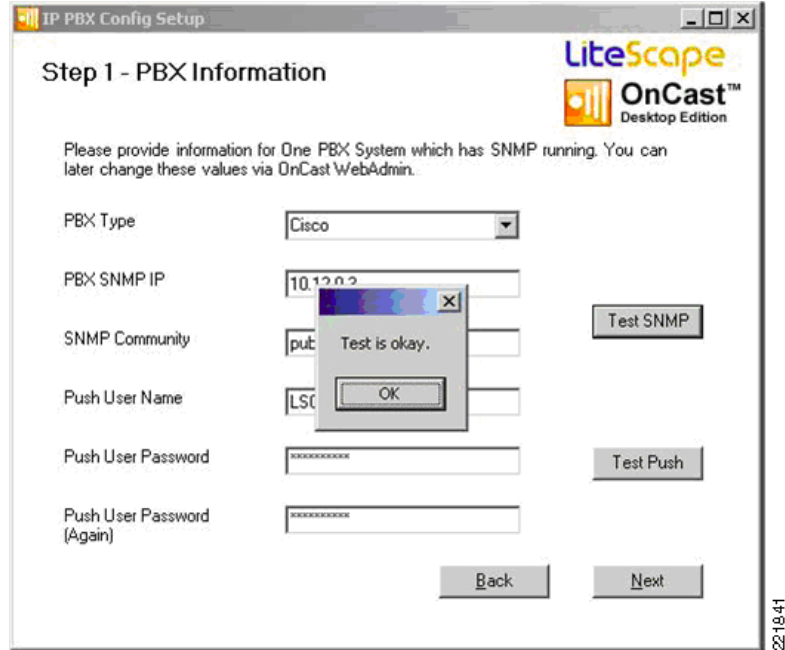 IP PBX Config Setup
Step 1 - PBX Information
LiteScape
OnCast™
Desktop Edition
Please provide information for One PBX System which has SNMP running. You can
later change these values via OnCast WebAdmin.
PBX Type
Cisco
PBX SNMP IP
SNMP Community
Test SNMP
Test is okay.
OK
Push User Name
Push User Password
××××××××××
Test Push
Push User Password
(Again)
××××××××××
Back
Next
221841